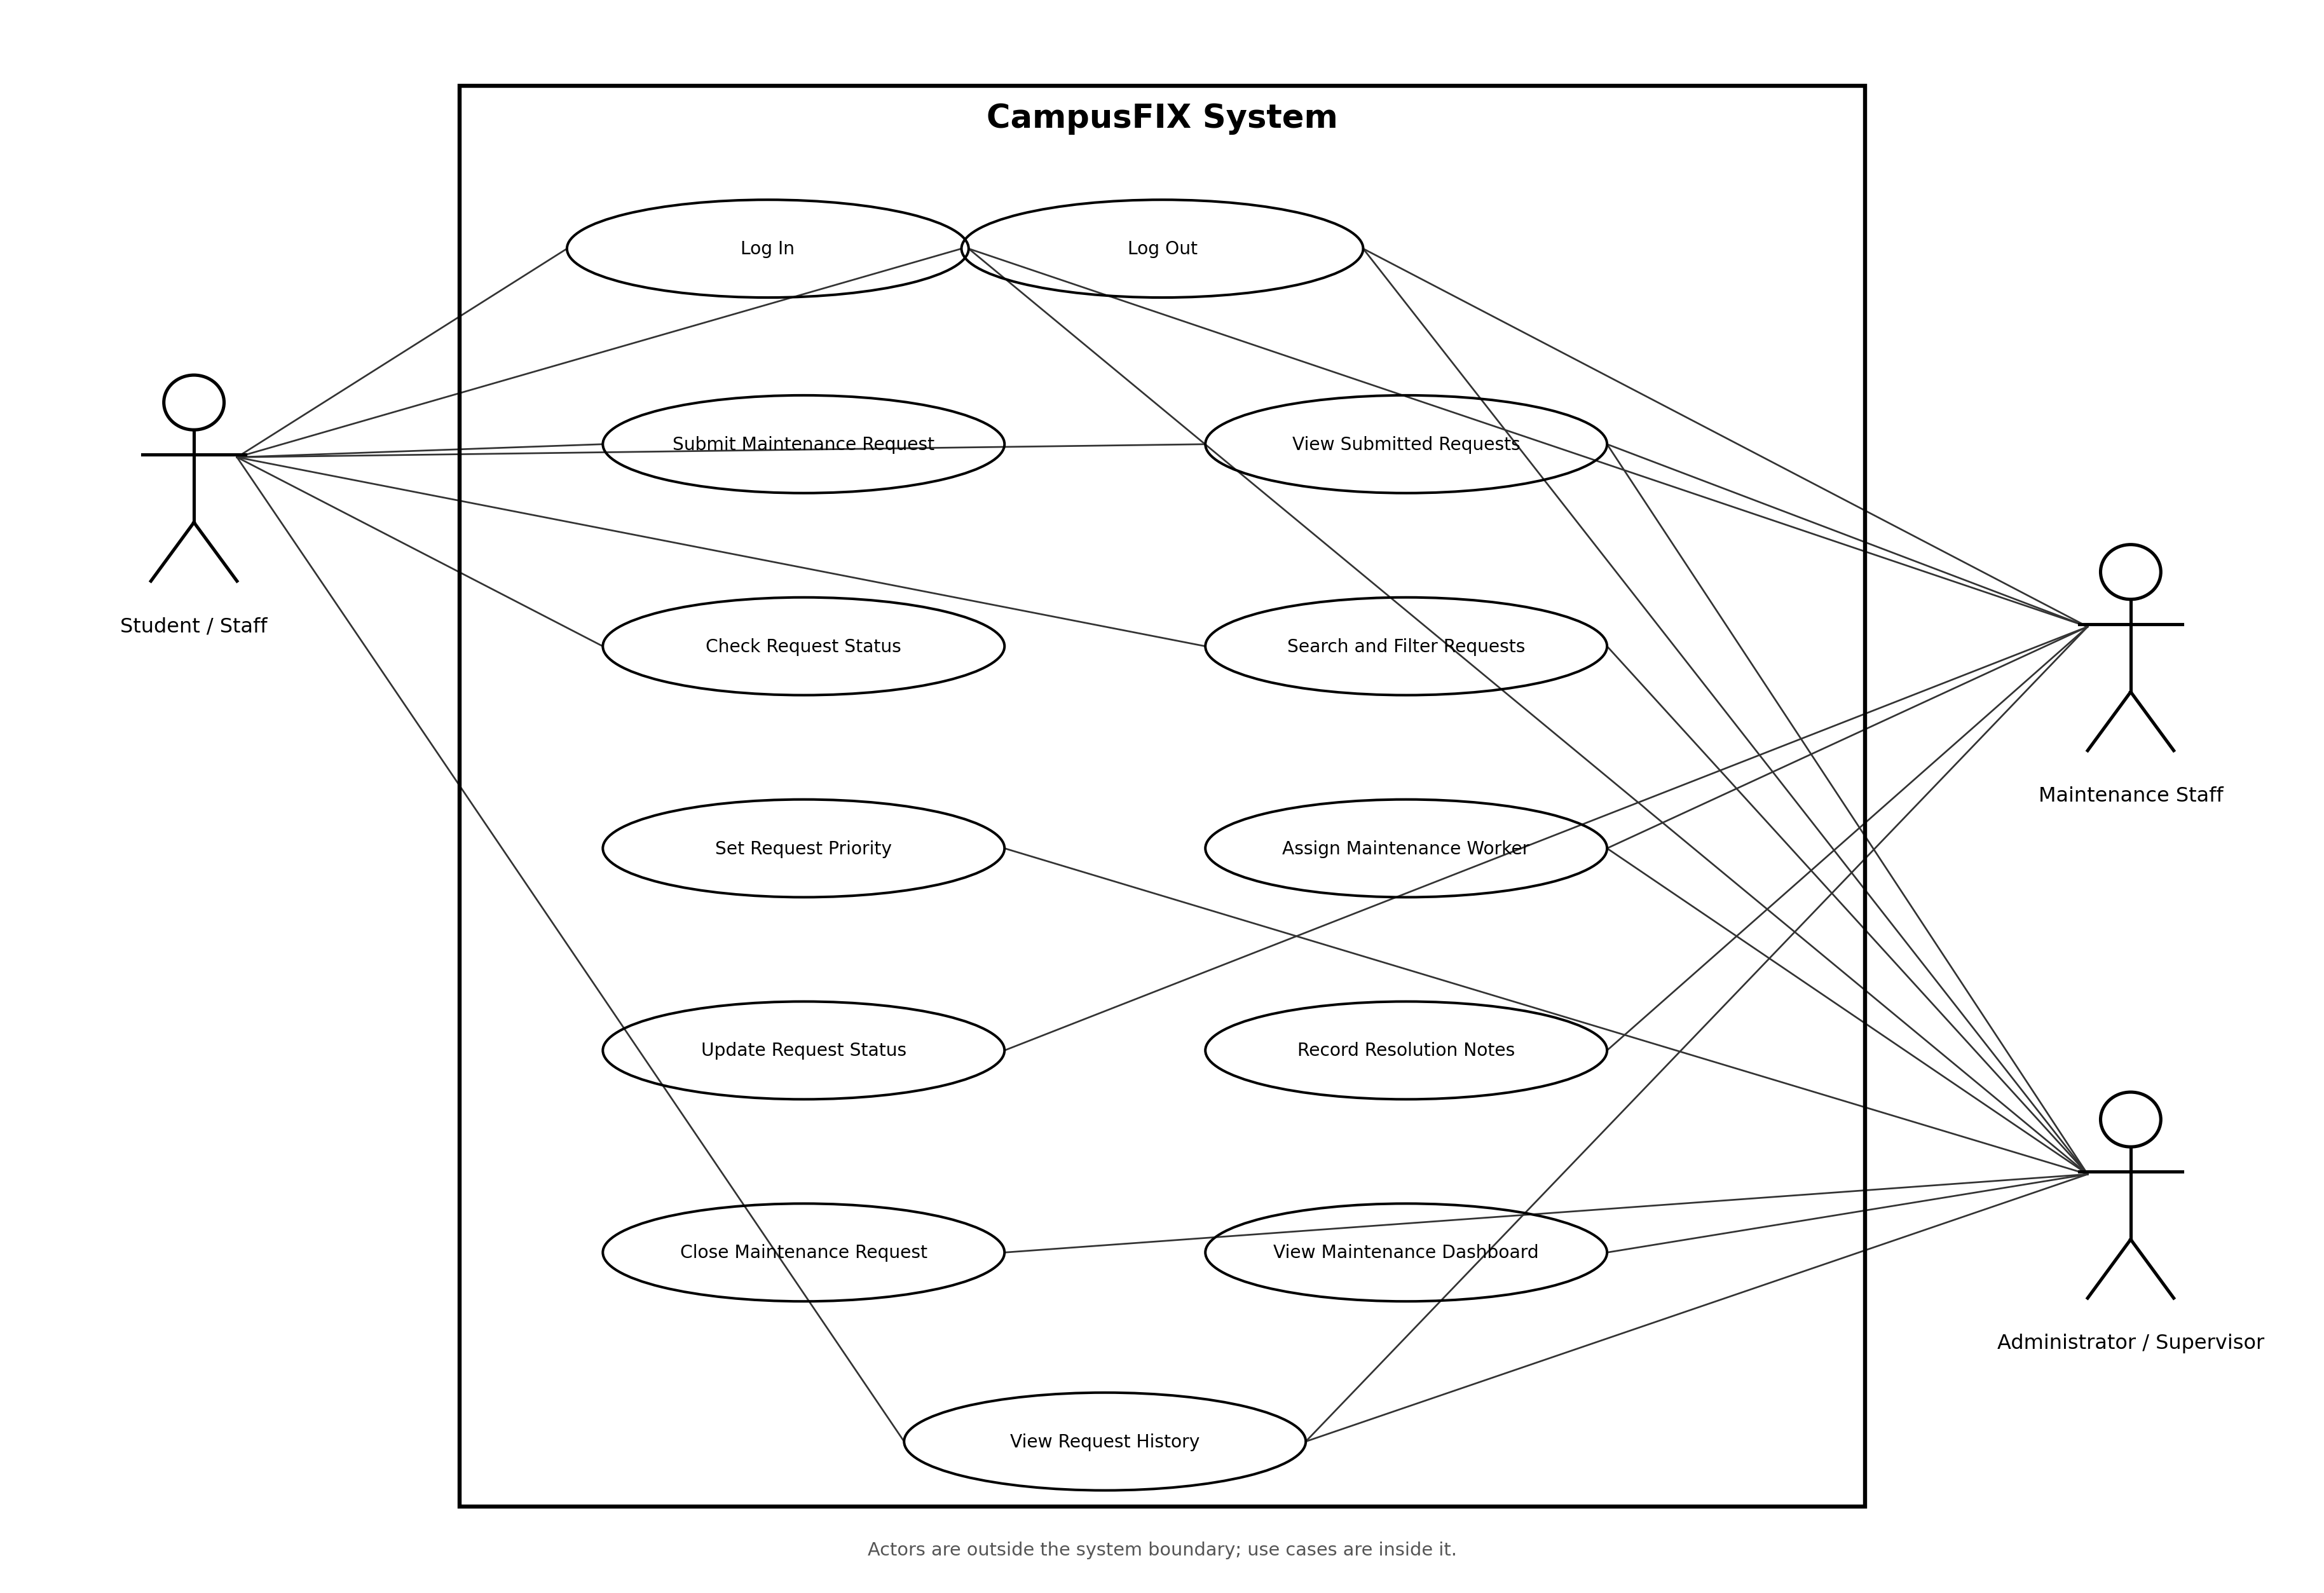 CampusFIX System
Log In
Log Out
Submit Maintenance Request
View Submitted Requests
Student / Staff
Check Request Status
Search and Filter Requests
Maintenance Staff
Set Request Priority
Assign Maintenance Worker
Update Request Status
Record Resolution Notes
Close Maintenance Request
View Maintenance Dashboard
Administrator / Supervisor
View Request History
Actors are outside the system boundary; use cases are inside it.